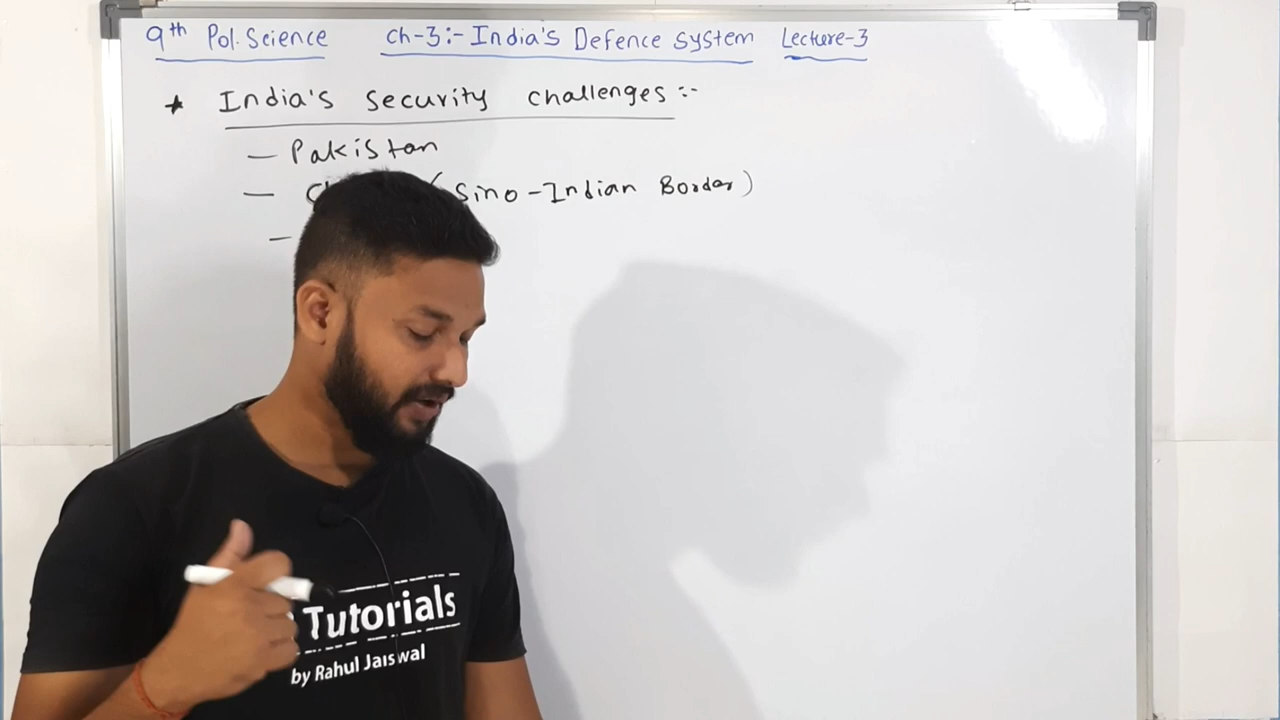 9th Pol. Science Ch-3:- India's Defence system Lecture-3
* India's security challenges :-
— Pakistan
— (Sino-Indian Border)
—
Tutorials
by Rahul Jaiswal